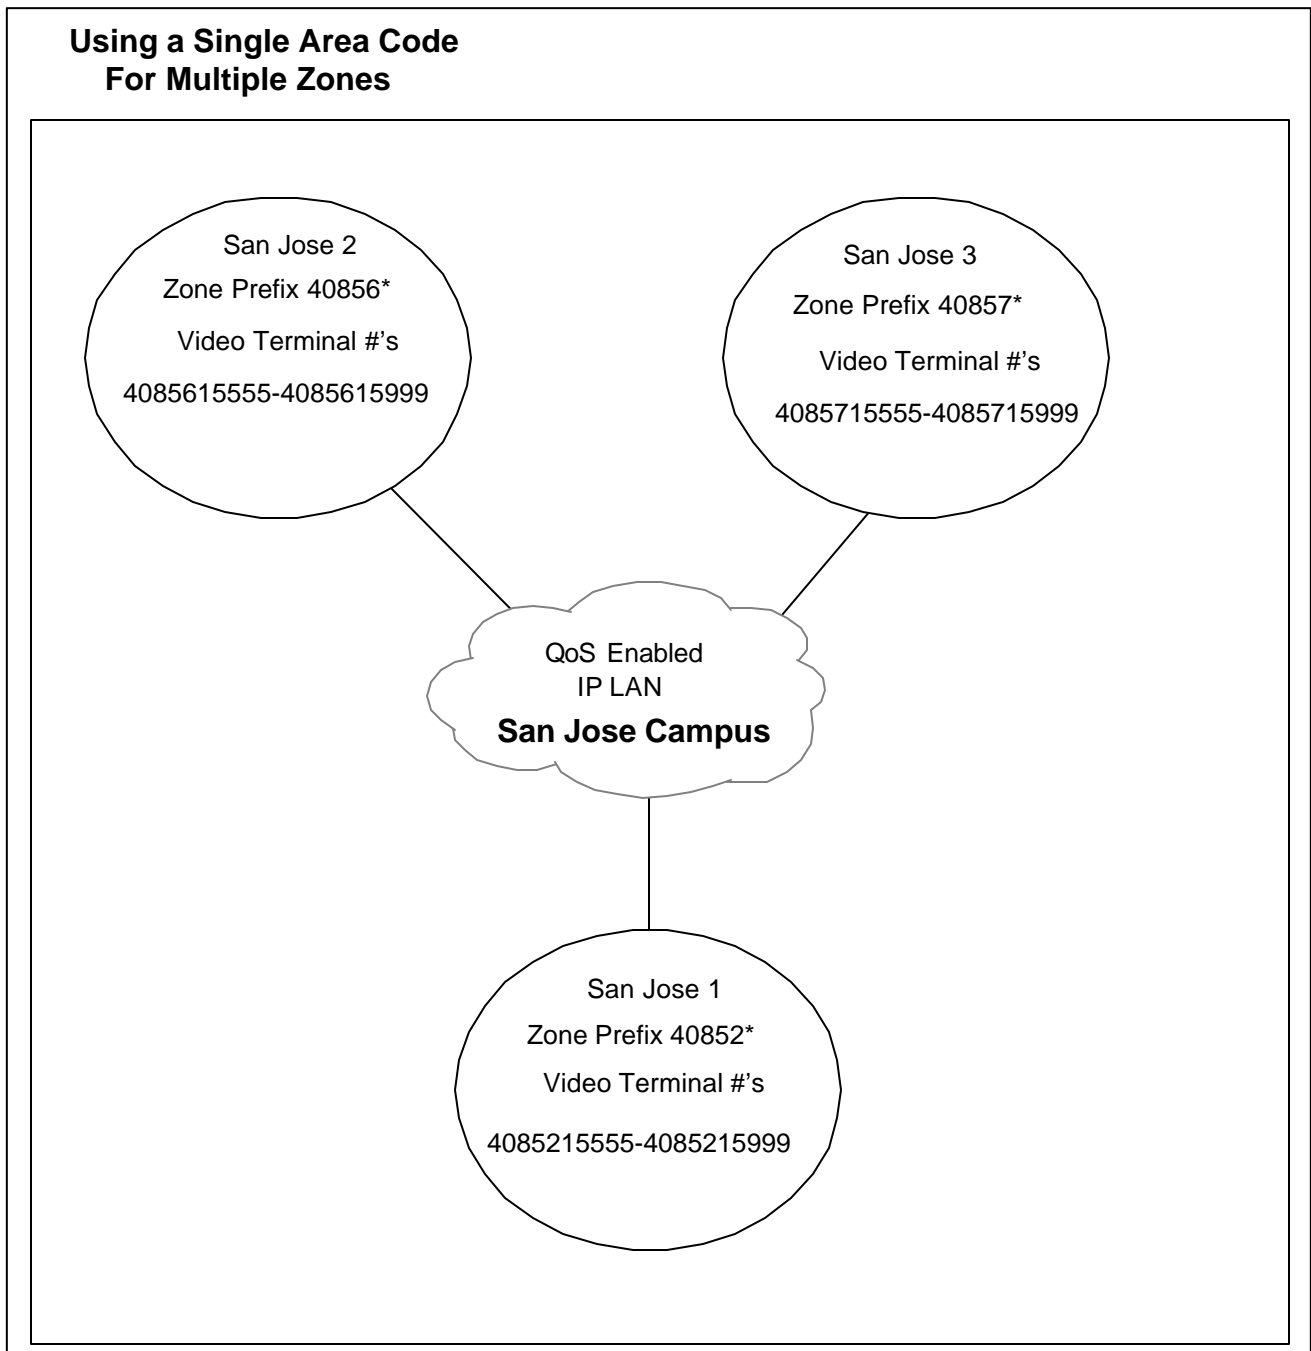 Using a Single Area Code
For Multiple Zones
San Jose 2
Zone Prefix 40856*
Video Terminal #’s
4085615555-4085615999
San Jose 3
Zone Prefix 40857*
Video Terminal #’s
4085715555-4085715999
QoS Enabled
IP LAN
San Jose Campus
San Jose 1
Zone Prefix 40852*
Video Terminal #’s
4085215555-4085215999